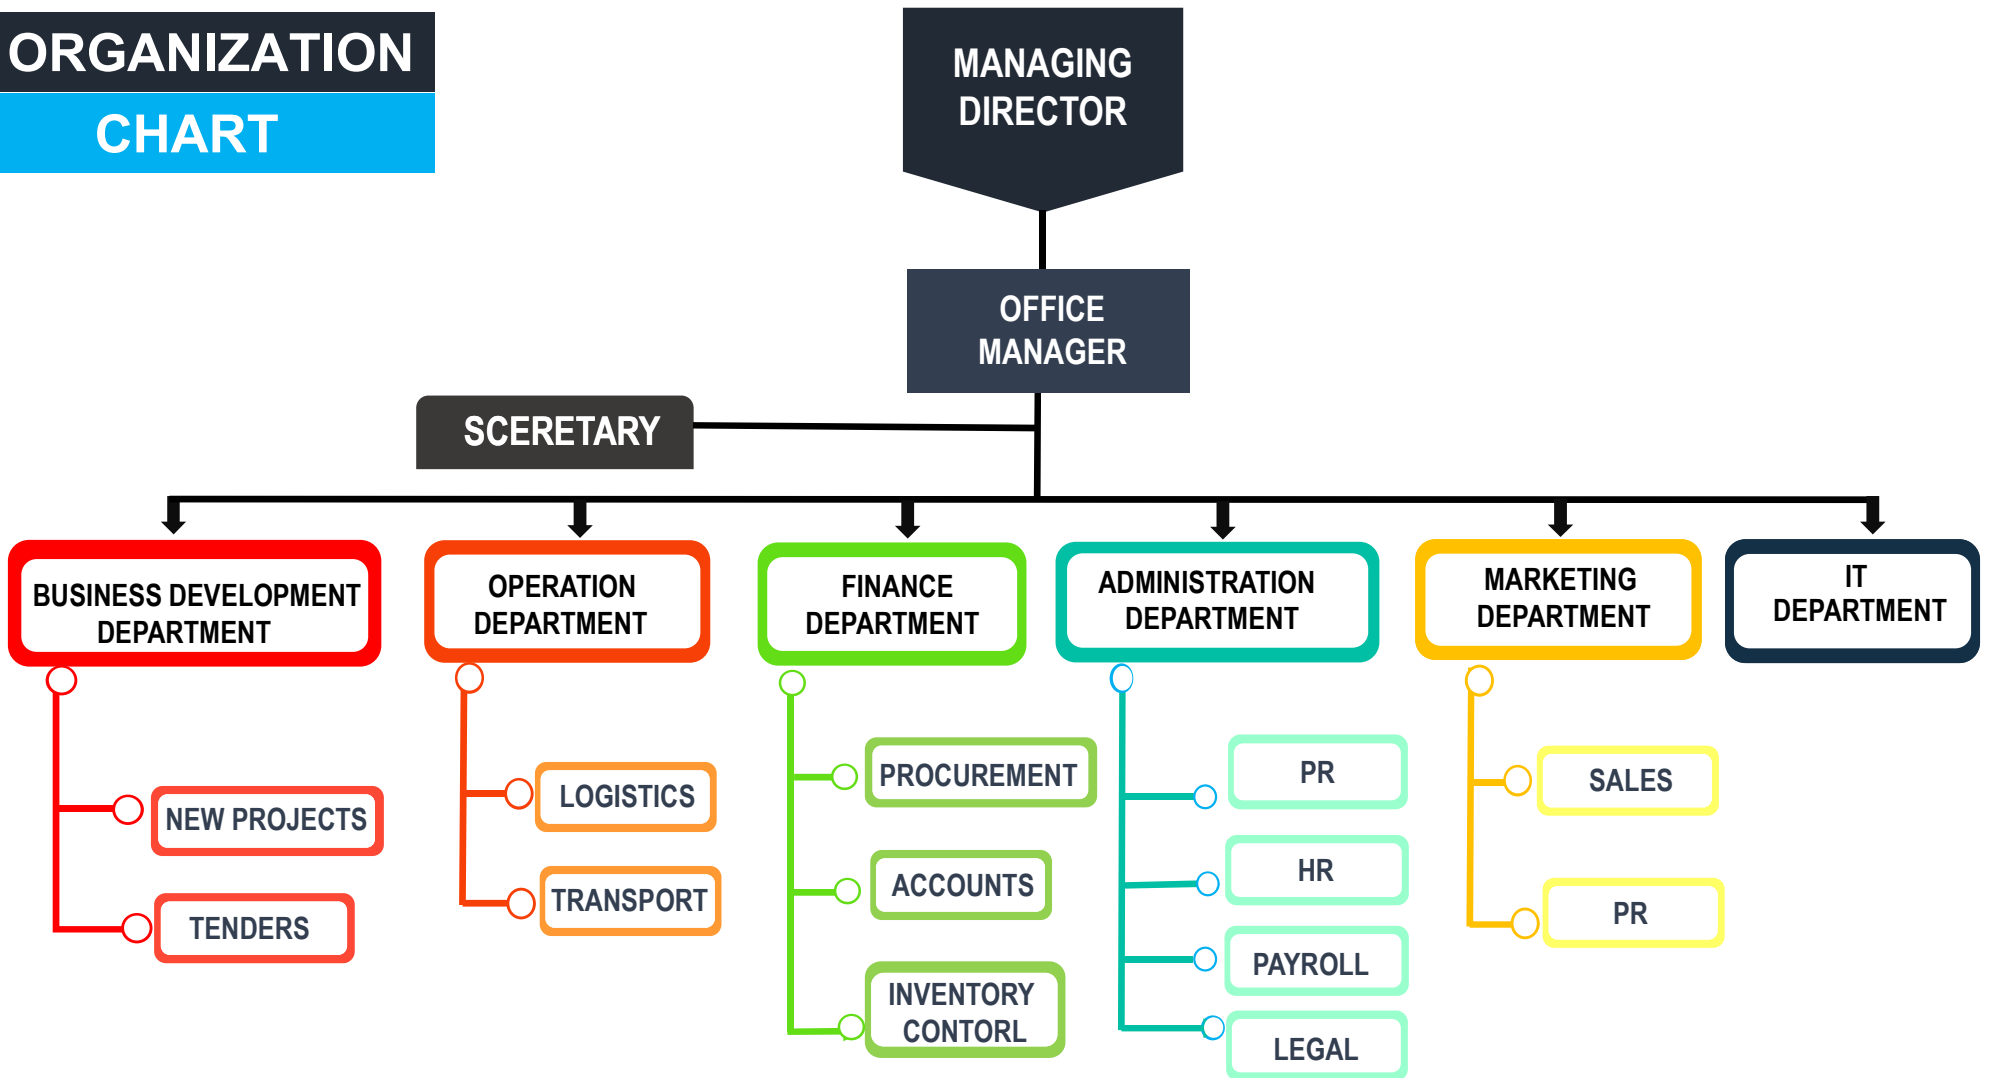 ORGANIZATION
CHART
MANAGING
DIRECTOR
OFFICE
MANAGER
SCERETARY
BUSINESS DEVELOPMENT
DEPARTMENT
OPERATION
DEPARTMENT
FINANCE
DEPARTMENT
ADMINISTRATION
DEPARTMENT
MARKETING
DEPARTMENT
IT
DEPARTMENT
NEW PROJECTS
TENDERS
LOGISTICS
TRANSPORT
PROCUREMENT
ACCOUNTS
INVENTORY
CONTORL
PR
HR
PAYROLL
LEGAL
SALES
PR